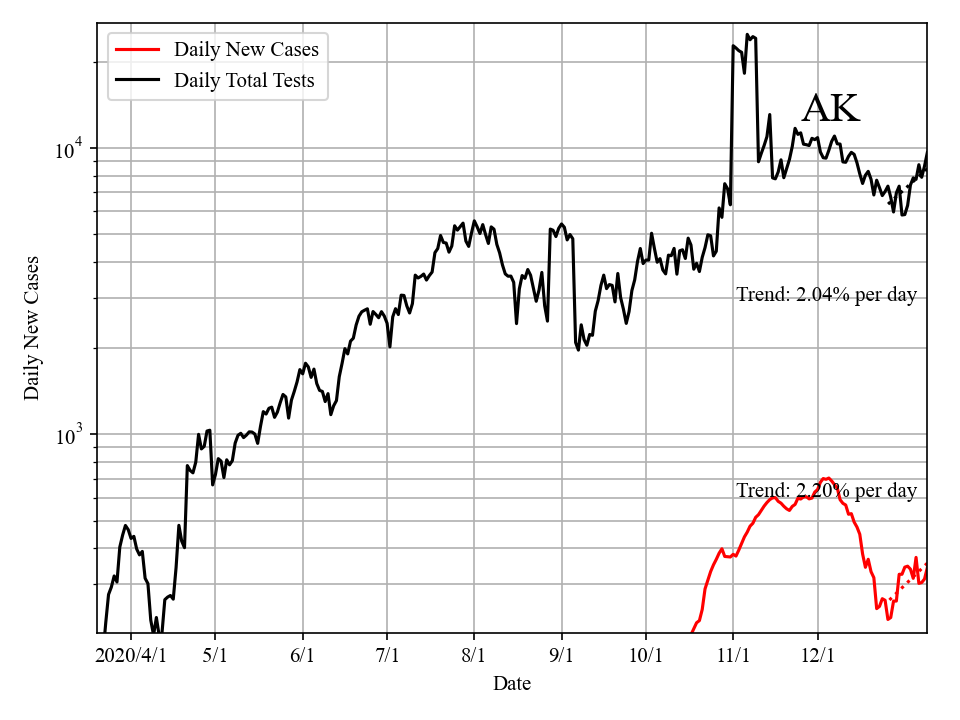 Daily New Cases
Daily Total Tests
AK
10^4
10^3
Daily New Cases
Trend: 2.04% per day
Trend: 2.20% per day
2020/4/1 5/1 6/1 7/1 8/1 9/1 10/1 11/1 12/1
Date